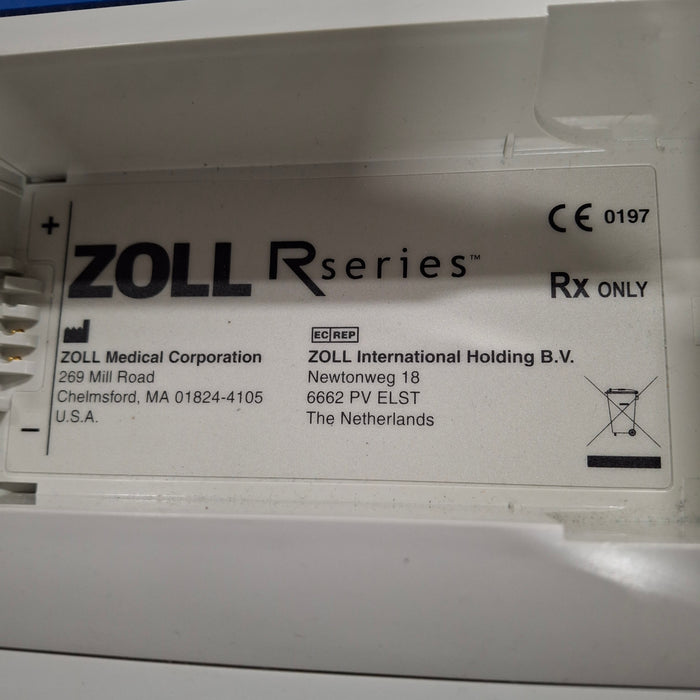 +
ZOLL Rseries™
CE 0197
Rx ONLY
ZOLL Medical Corporation
269 Mill Road
Chelmsford, MA 01824-4105
U.S.A.
EC REP
ZOLL International Holding B.V.
Newtonweg 18
6662 PV ELST
The Netherlands
−